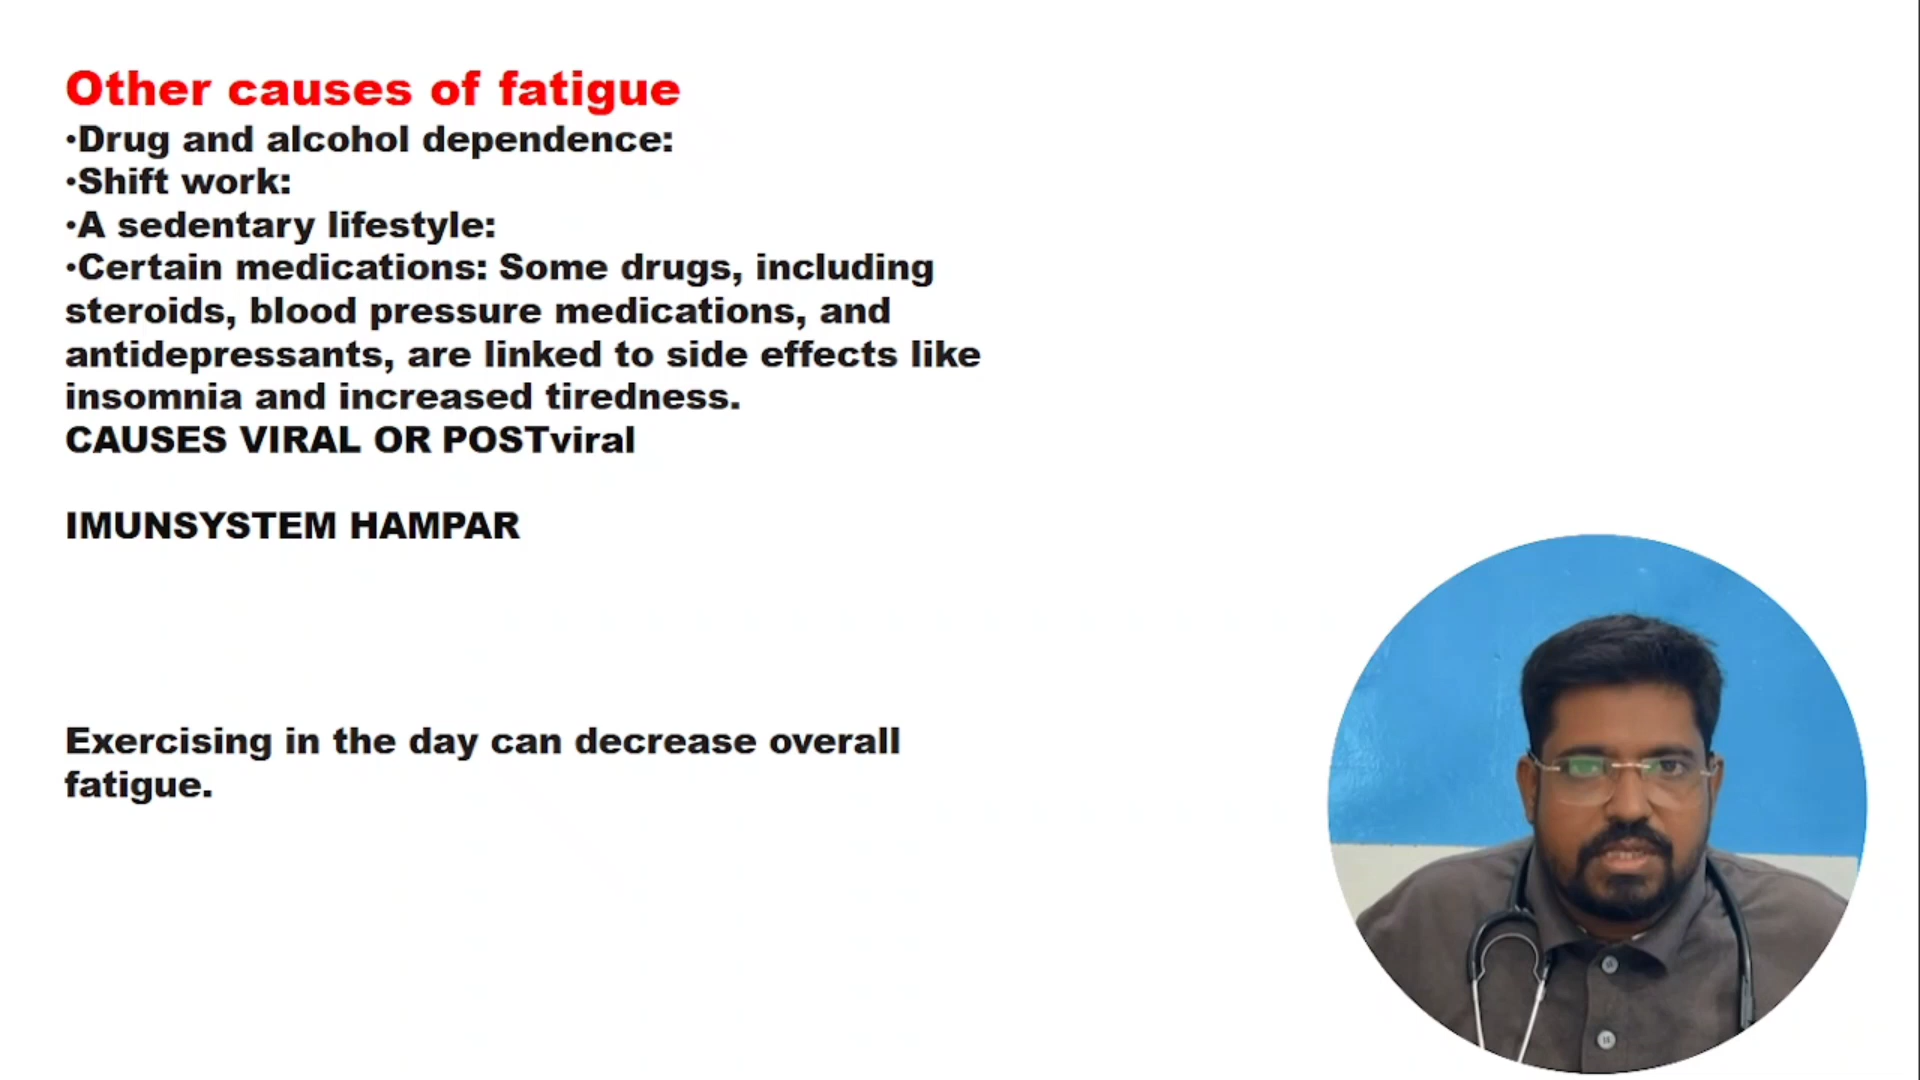 Other causes of fatigue
•Drug and alcohol dependence:
•Shift work:
•A sedentary lifestyle:
•Certain medications: Some drugs, including
steroids, blood pressure medications, and
antidepressants, are linked to side effects like
insomnia and increased tiredness.
CAUSES VIRAL OR POSTviral
IMUNSYSTEM HAMPAR
Exercising in the day can decrease overall
fatigue.